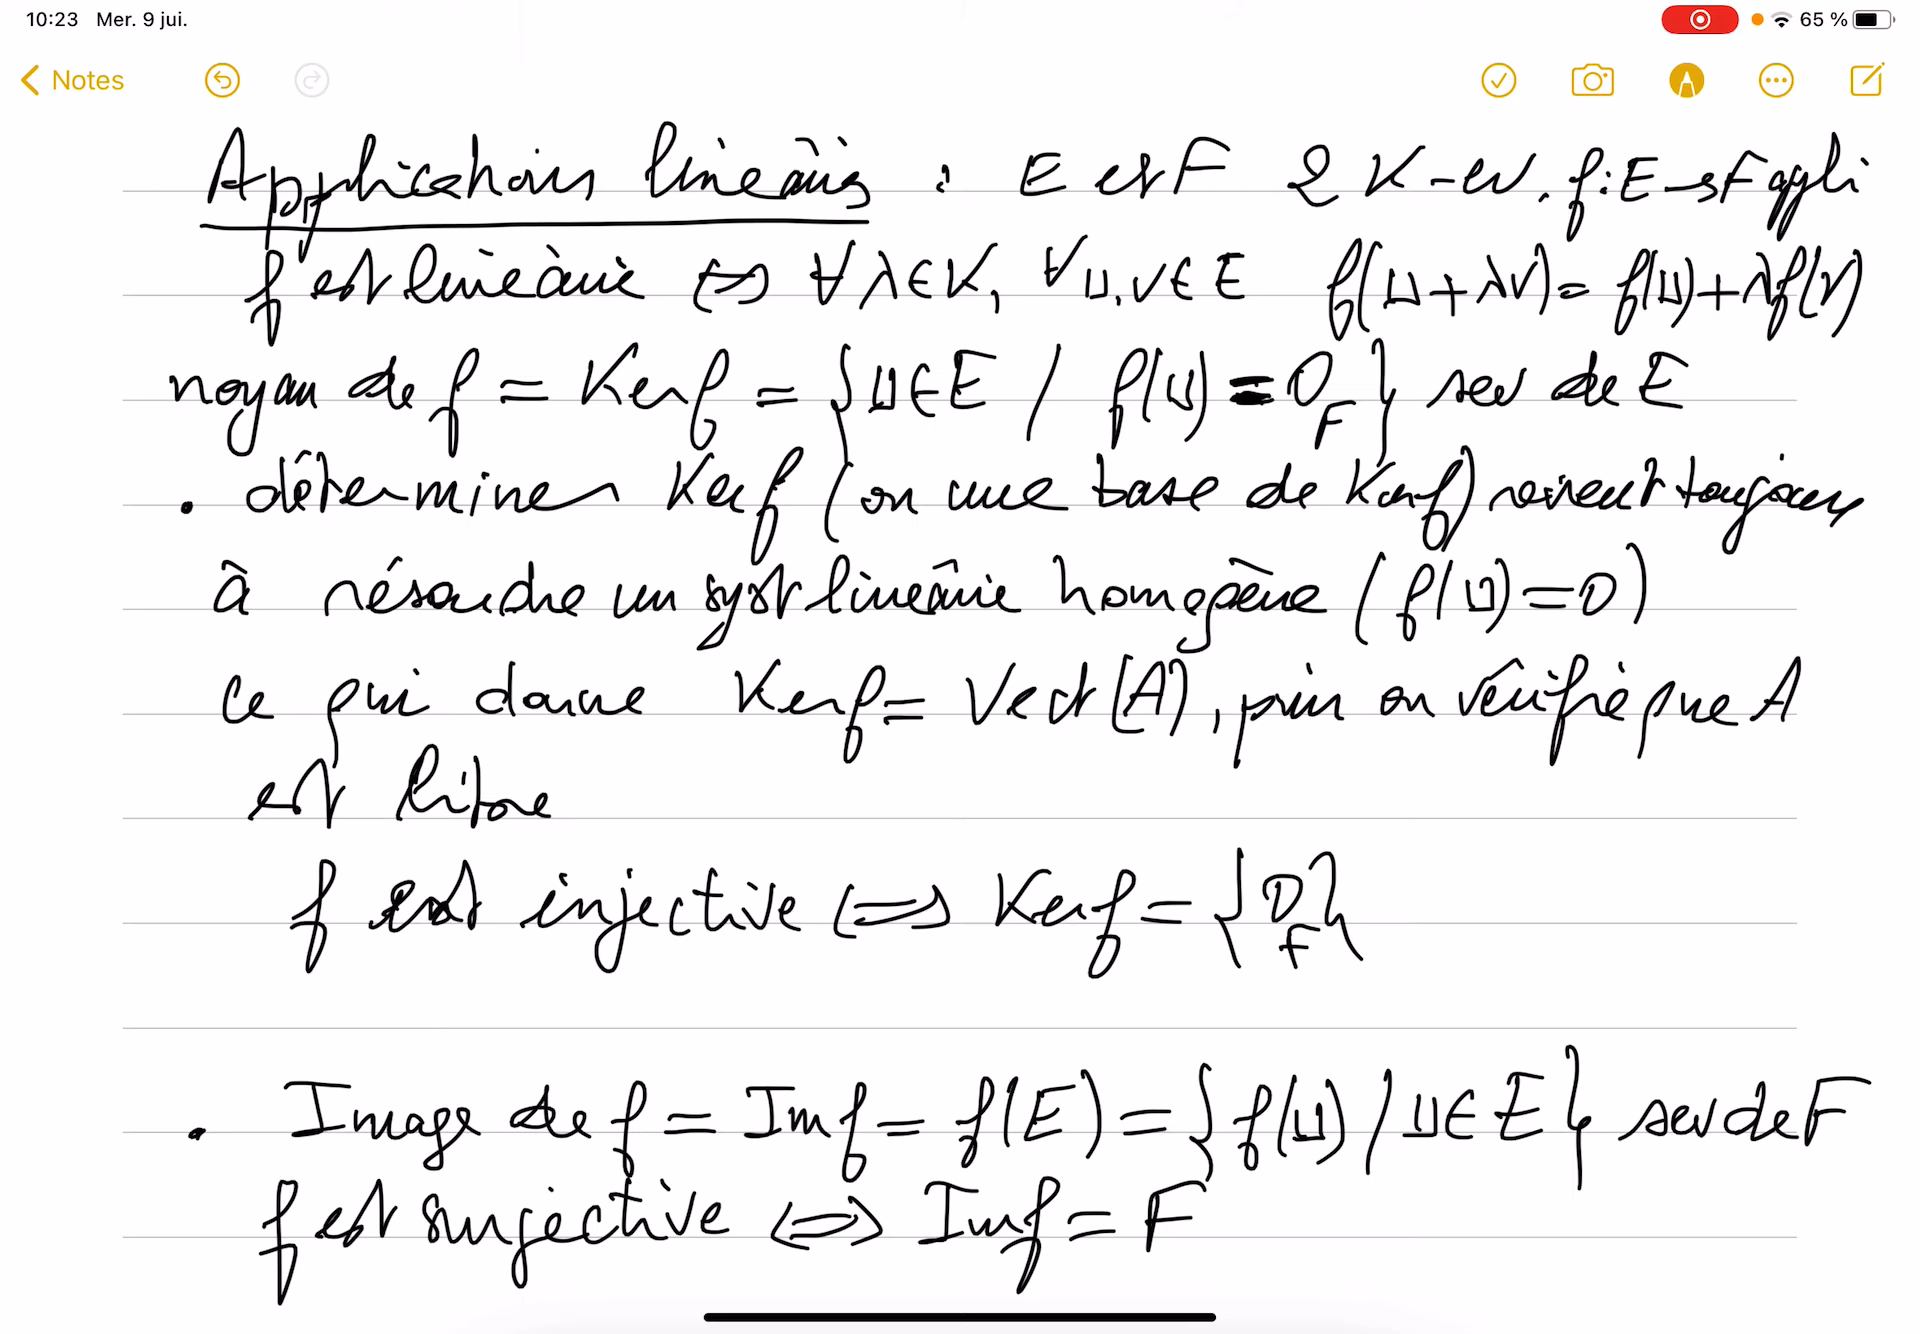 10:23 Mer. 9 jui. 65 %
Notes
Applications linéaires : E et F 2 K-ev. f: E → F appli
f est linéaire ⟺ ∀ λ ∈ K, ∀ u, v ∈ E f(u + λv) = f(u) + λf(v)
noyau de f = Ker f = { u ∈ E / f(u) = 0_F } sev de E
• déterminer Ker f (ou une base de Ker f) revient toujours
à résoudre un syst linéaire homogène ( f(u) = 0 )
ce qui donne Ker f = Vect(A), puis on vérifie que A
est libre
f est injective ⟺ Ker f = { 0_F }
• Image de f = Im f = f(E) = { f(u) / u ∈ E } sev de F
f est surjective ⟺ Im f = F